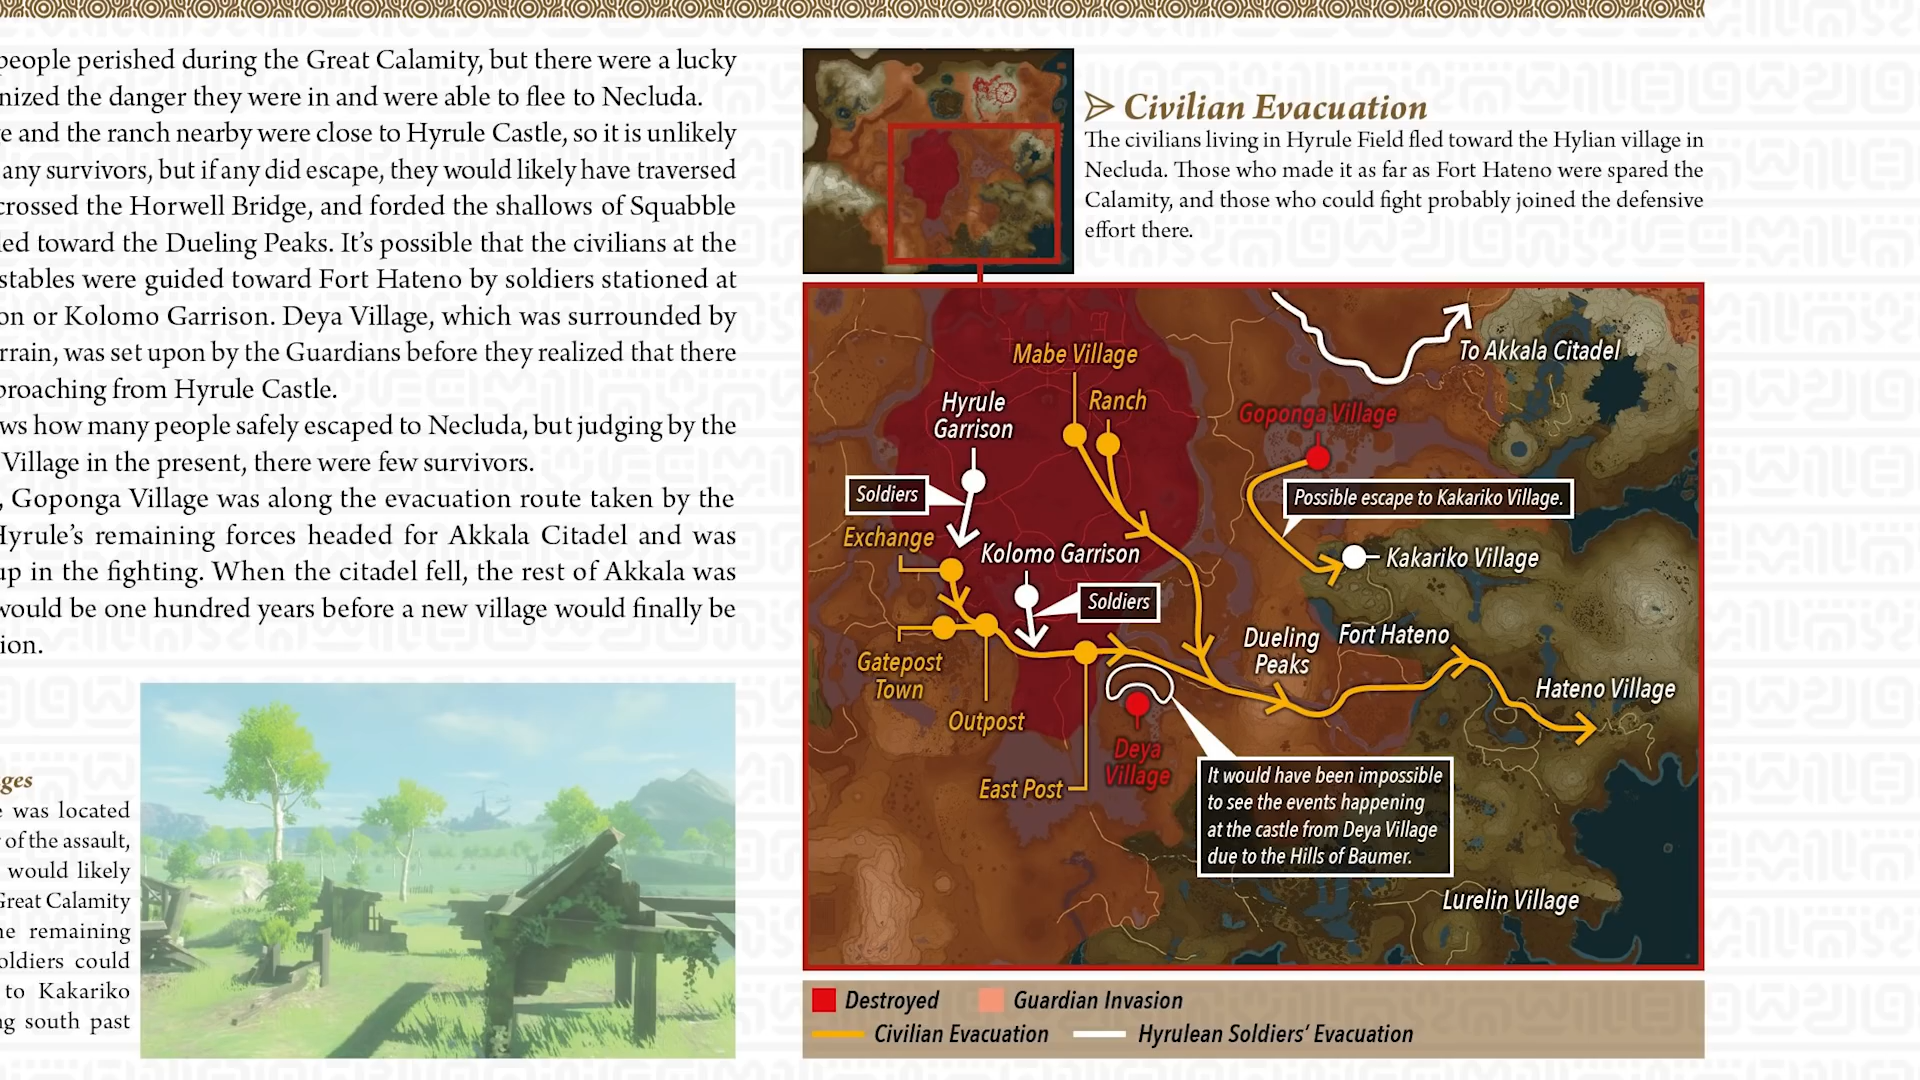 people perished during the Great Calamity, but there were a lucky
nized the danger they were in and were able to flee to Necluda.
e and the ranch nearby were close to Hyrule Castle, so it is unlikely
any survivors, but if any did escape, they would likely have traversed
crossed the Horwell Bridge, and forded the shallows of Squabble
led toward the Dueling Peaks. It's possible that the civilians at the
stables were guided toward Fort Hateno by soldiers stationed at
on or Kolomo Garrison. Deya Village, which was surrounded by
rrain, was set upon by the Guardians before they realized that there
proaching from Hyrule Castle.
ws how many people safely escaped to Necluda, but judging by the
Village in the present, there were few survivors.
, Goponga Village was along the evacuation route taken by the
Hyrule's remaining forces headed for Akkala Citadel and was
up in the fighting. When the citadel fell, the rest of Akkala was
would be one hundred years before a new village would finally be
ion.
ges
e was located
of the assault,
would likely
Great Calamity
he remaining
oldiers could
to Kakariko
ng south past
Civilian Evacuation
The civilians living in Hyrule Field fled toward the Hylian village in
Necluda. Those who made it as far as Fort Hateno were spared the
Calamity, and those who could fight probably joined the defensive
effort there.
To Akkala Citadel
Mabe Village
Ranch
Hyrule
Garrison
Goponga Village
Soldiers
Possible escape to Kakariko Village.
Exchange
Kolomo Garrison
Kakariko Village
Soldiers
Dueling
Peaks
Fort Hateno
Gatepost
Town
Hateno Village
Outpost
Deya
Village
East Post
It would have been impossible
to see the events happening
at the castle from Deya Village
due to the Hills of Baumer.
Lurelin Village
Destroyed
Guardian Invasion
Civilian Evacuation
Hyrulean Soldiers' Evacuation